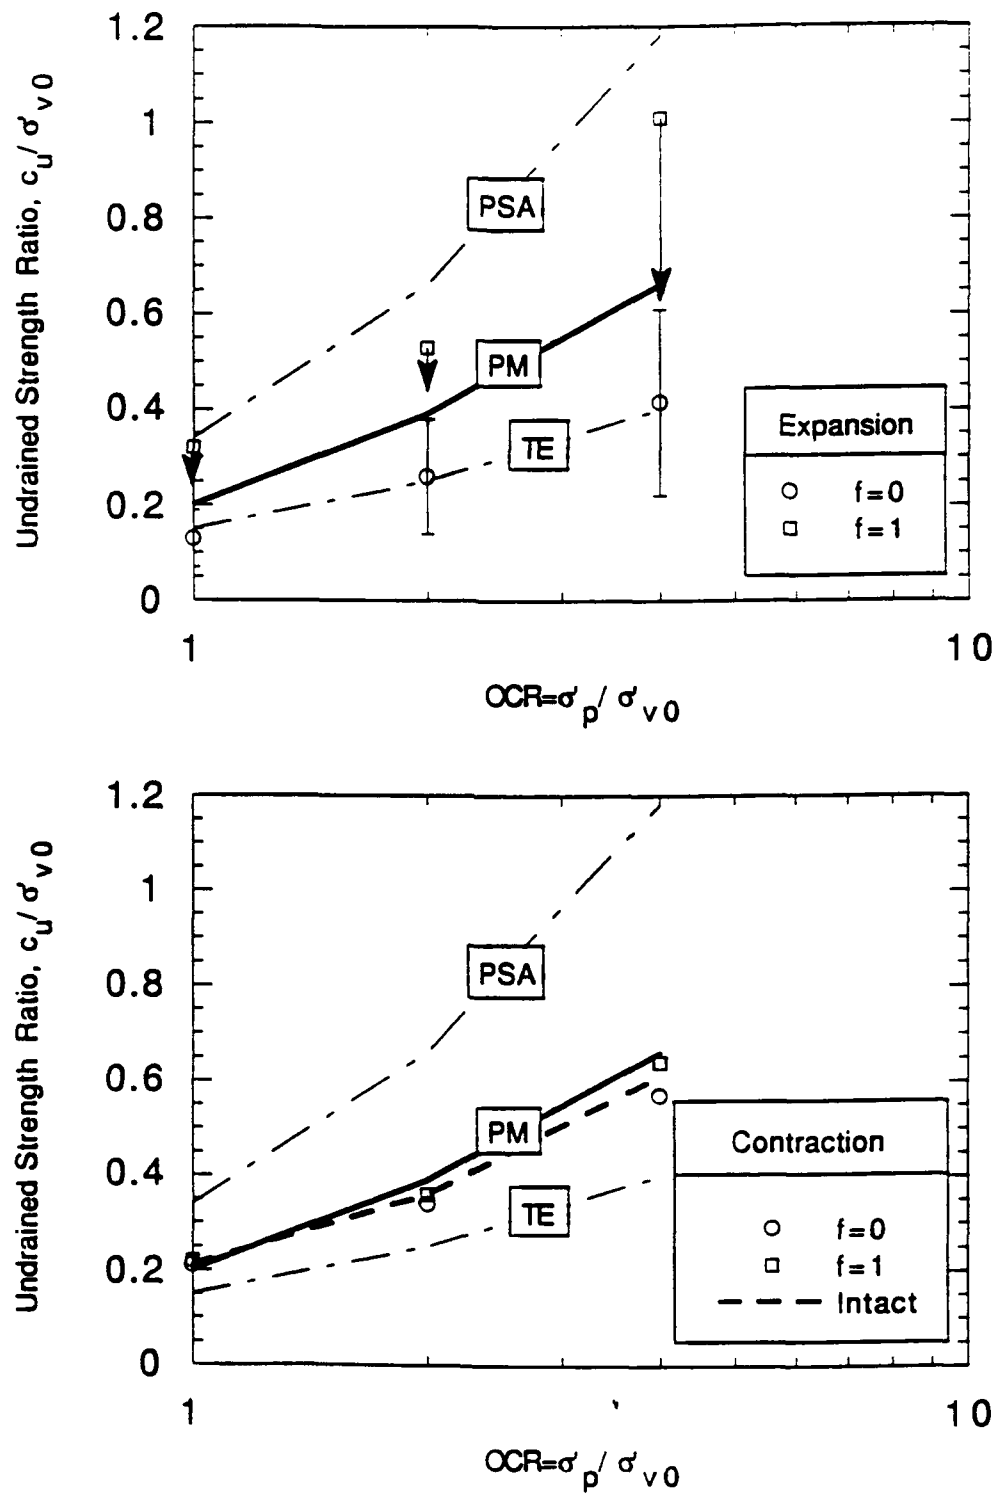 1.2
1
0.8
0.6
0.4
0.2
0
Undrained Strength Ratio, c_u/ σ'_v0
PSA
PM
TE
Expansion
f=0
f=1
1
10
OCR=σ'_p/ σ'_v0
1.2
1
0.8
0.6
0.4
0.2
0
Undrained Strength Ratio, c_u/ σ'_v0
PSA
PM
TE
Contraction
f=0
f=1
Intact
1
10
OCR=σ'_p/ σ'_v0